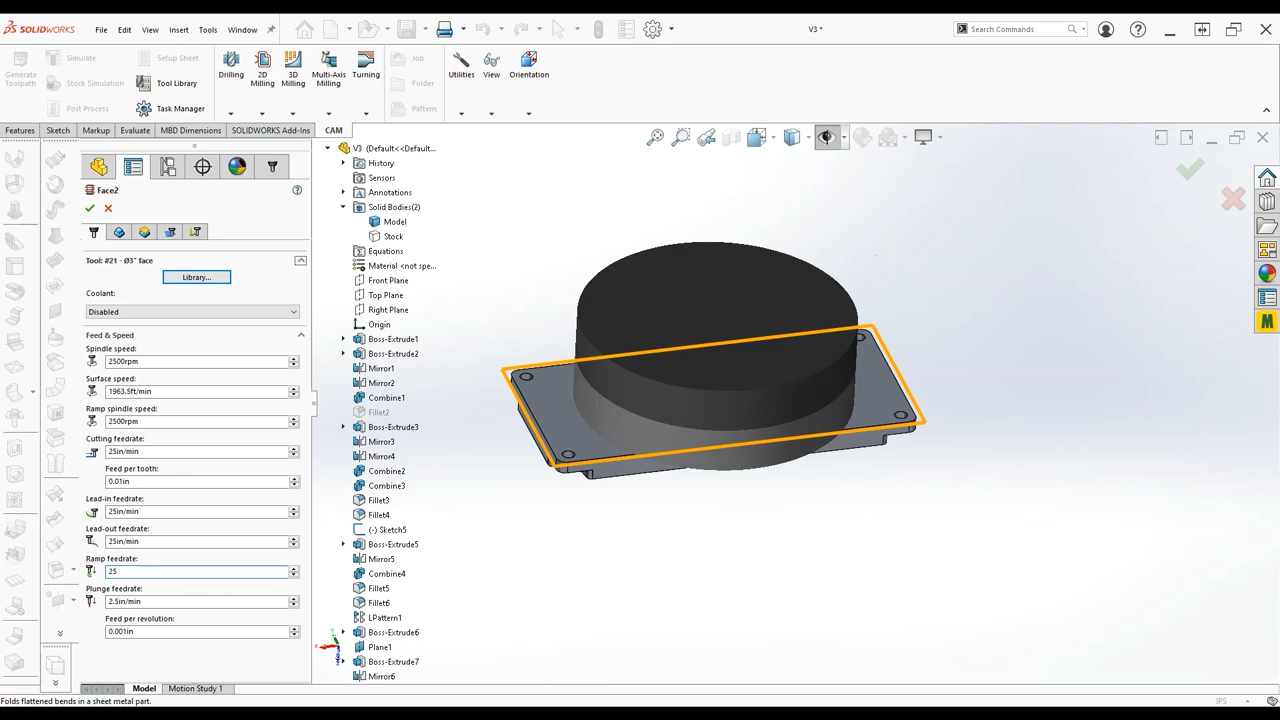 SOLIDWORKS File Edit View Insert Tools Window V3 * Search Commands
Generate Toolpath Simulate Stock Simulation Post Process Setup Sheet Tool Library Task Manager
Drilling 2D Milling 3D Milling Multi-Axis Milling Turning Job Folder Pattern Utilities View Orientation
Features Sketch Markup Evaluate MBD Dimensions SOLIDWORKS Add-Ins CAM
Face2
Tool: #21 - Ø3" face
Library...
Coolant:
Disabled
Feed & Speed
Spindle speed:
2500rpm
Surface speed:
1963.5ft/min
Ramp spindle speed:
2500rpm
Cutting feedrate:
25in/min
Feed per tooth:
0.01in
Lead-in feedrate:
25in/min
Lead-out feedrate:
25in/min
Ramp feedrate:
25
Plunge feedrate:
2.5in/min
Feed per revolution:
0.001in
V3 (Default<<Default...
History
Sensors
Annotations
Solid Bodies(2)
Model
Stock
Equations
Material <not spe...
Front Plane
Top Plane
Right Plane
Origin
Boss-Extrude1
Boss-Extrude2
Mirror1
Mirror2
Combine1
Fillet2
Boss-Extrude3
Mirror3
Mirror4
Combine2
Combine3
Fillet3
Fillet4
(-) Sketch5
Boss-Extrude5
Mirror5
Combine4
Fillet5
Fillet6
LPattern1
Boss-Extrude6
Plane1
Boss-Extrude7
Mirror6
M
Model Motion Study 1
Folds flattened bends in a sheet metal part. IPS